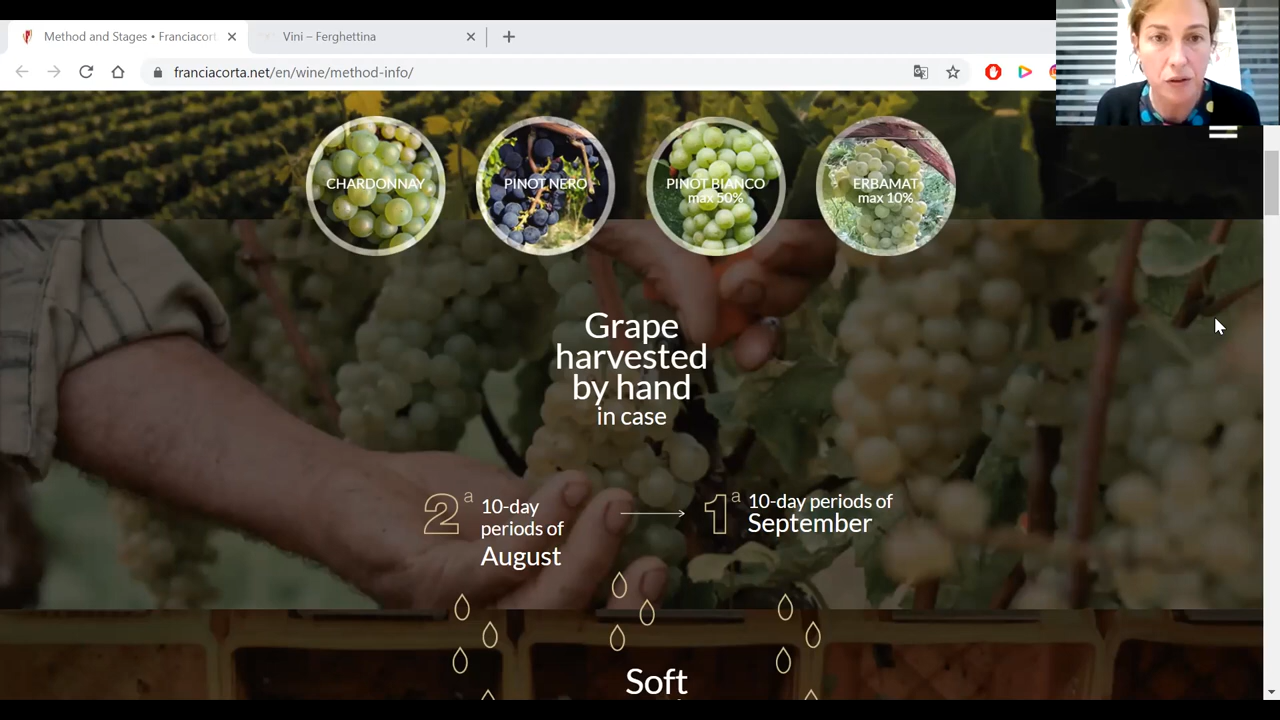 Method and Stages • Franciacort
Vini – Ferghettina
franciacorta.net/en/wine/method-info/
CHARDONNAY
PINOT NERO
PINOT BIANCO
max 50%
ERBAMAT
max 10%
Grape
harvested
by hand
in case
2a 10-day
periods of
August
1a 10-day periods of
September
Soft